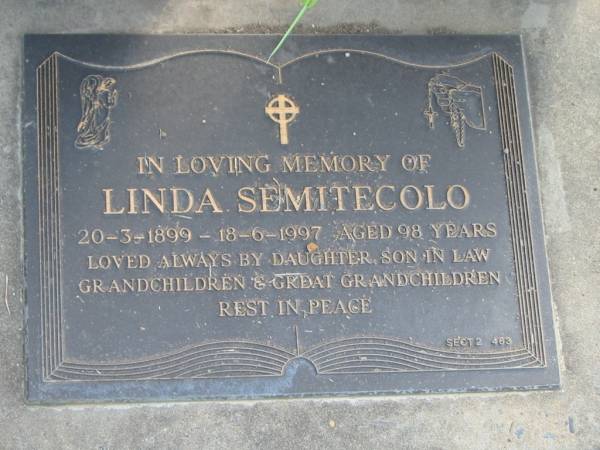 IN LOVING MEMORY OF
LINDA SEMITECOLO
20-3-1899 - 18-6-1997 AGED 98 YEARS
LOVED ALWAYS BY DAUGHTER, SON IN LAW
GRANDCHILDREN & GREAT GRANDCHILDREN
REST IN PEACE
SECT 2 463